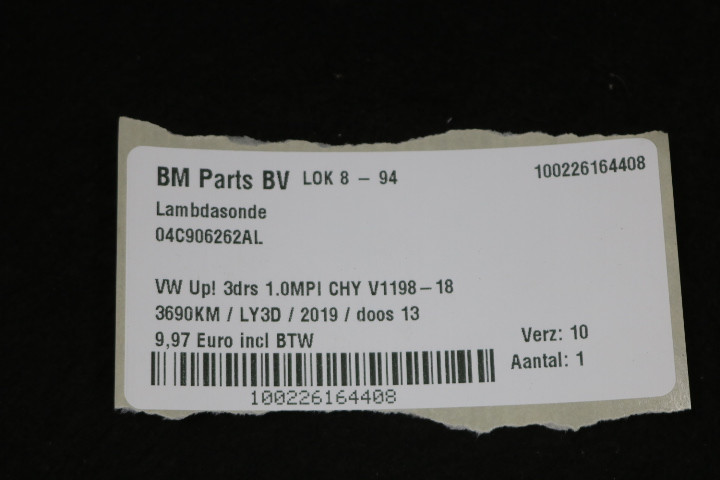 BM Parts BV LOK 8 - 94 100226164408
Lambdasonde
04C906262AL
VW Up! 3drs 1.0MPI CHY V1198-18
3690KM / LY3D / 2019 / doos 13
9,97 Euro incl BTW Verz: 10
Aantal: 1
100226164408